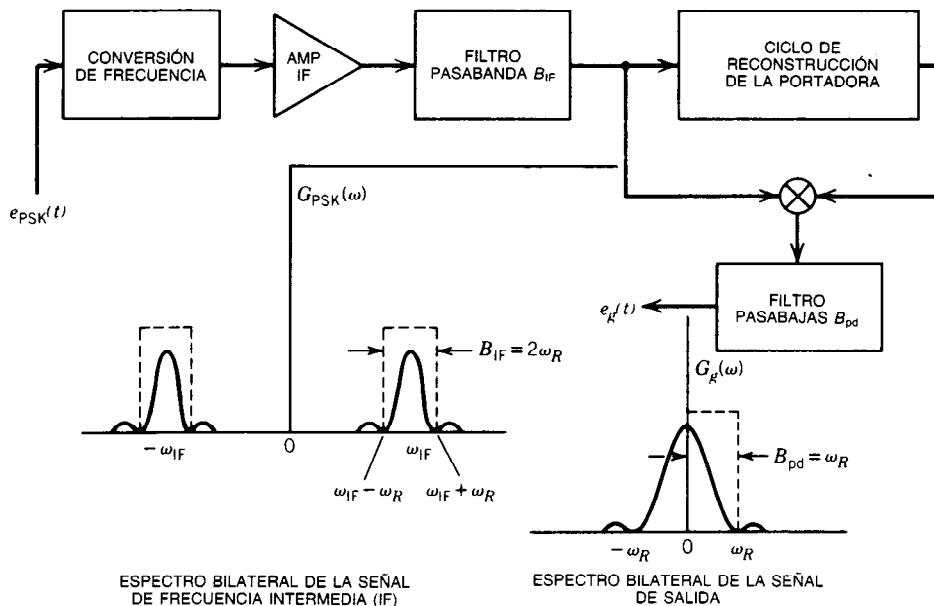 CONVERSIÓN
DE FRECUENCIA
AMP
IF
FILTRO
PASABANDA B_IF
CICLO DE
RECONSTRUCCIÓN
DE LA PORTADORA
e_PSK(t)
G_PSK(ω)
e_g(t)
FILTRO
PASABAJAS B_pd
B_IF = 2ω_R
− ω_IF
0
ω_IF
ω_IF − ω_R
ω_IF + ω_R
G_g(ω)
B_pd = ω_R
− ω_R
0
ω_R
ESPECTRO BILATERAL DE LA SEÑAL
DE FRECUENCIA INTERMEDIA (IF)
ESPECTRO BILATERAL DE LA SEÑAL
DE SALIDA